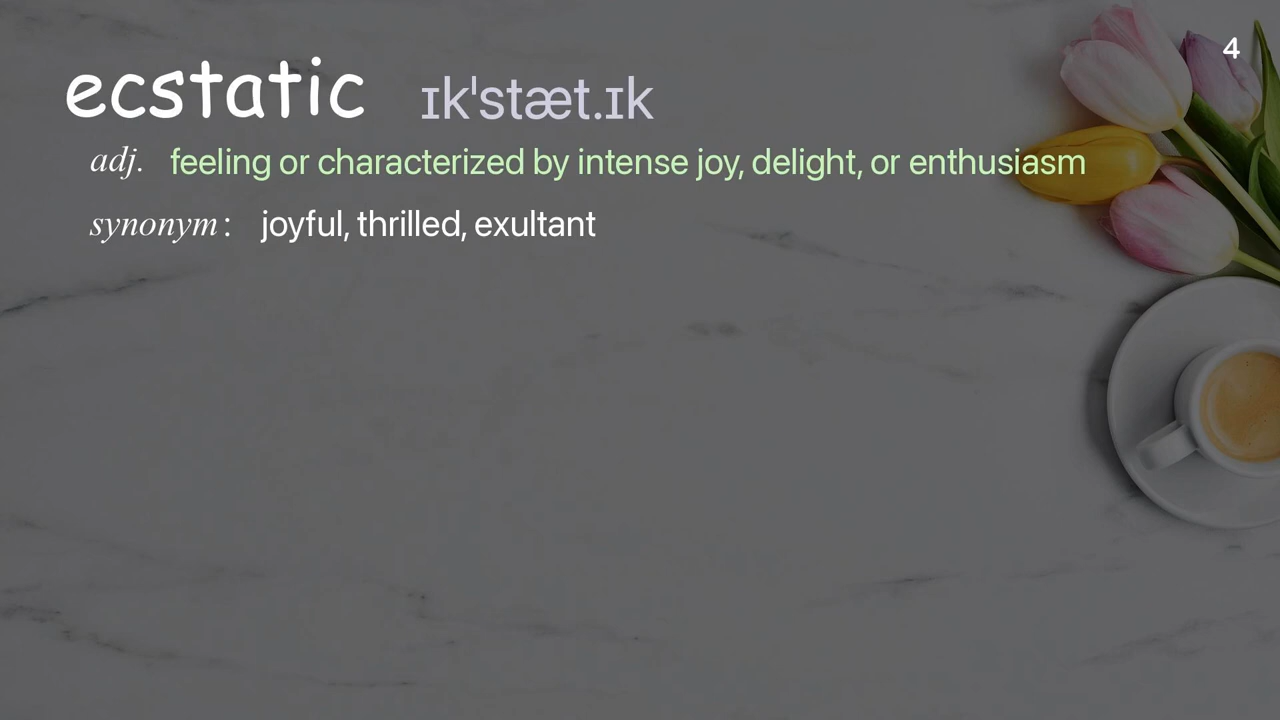 4
ecstatic ɪkˈstæt.ɪk
adj. feeling or characterized by intense joy, delight, or enthusiasm
synonym: joyful, thrilled, exultant